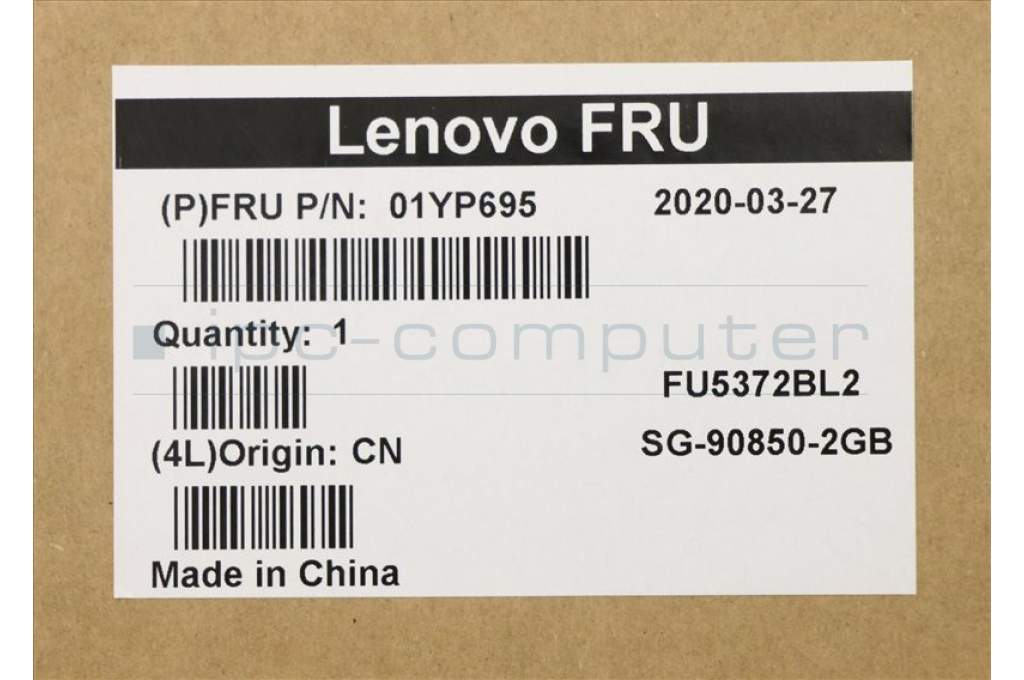 Lenovo FRU
(P)FRU P/N: 01YP695
2020-03-27
Quantity: 1
ipc-computer
FU5372BL2
(4L)Origin: CN
SG-90850-2GB
Made in China